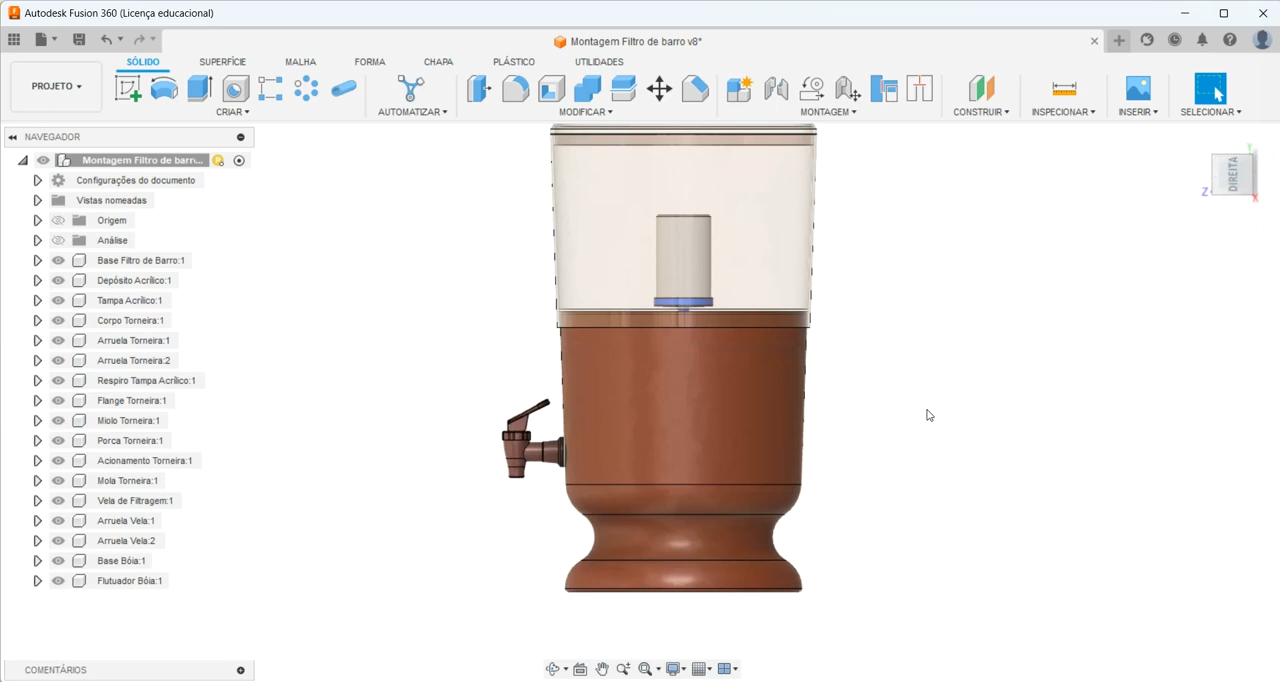 Autodesk Fusion 360 (Licença educacional)
Montagem Filtro de barro v8*
PROJETO
SÓLIDO
SUPERFÍCIE
MALHA
FORMA
CHAPA
PLÁSTICO
UTILIDADES
CRIAR
AUTOMATIZAR
MODIFICAR
MONTAGEM
CONSTRUIR
INSPECIONAR
INSERIR
SELECIONAR
NAVEGADOR
Montagem Filtro de barr...
Configurações do documento
Vistas nomeadas
Origem
Análise
Base Filtro de Barro:1
Depósito Acrílico:1
Tampa Acrílico:1
Corpo Torneira:1
Arruela Torneira:1
Arruela Torneira:2
Respiro Tampa Acrílico:1
Flange Torneira:1
Miolo Torneira:1
Porca Torneira:1
Acionamento Torneira:1
Mola Torneira:1
Vela de Filtragem:1
Arruela Vela:1
Arruela Vela:2
Base Bóia:1
Flutuador Bóia:1
DIREITA
Y
Z
X
COMENTÁRIOS